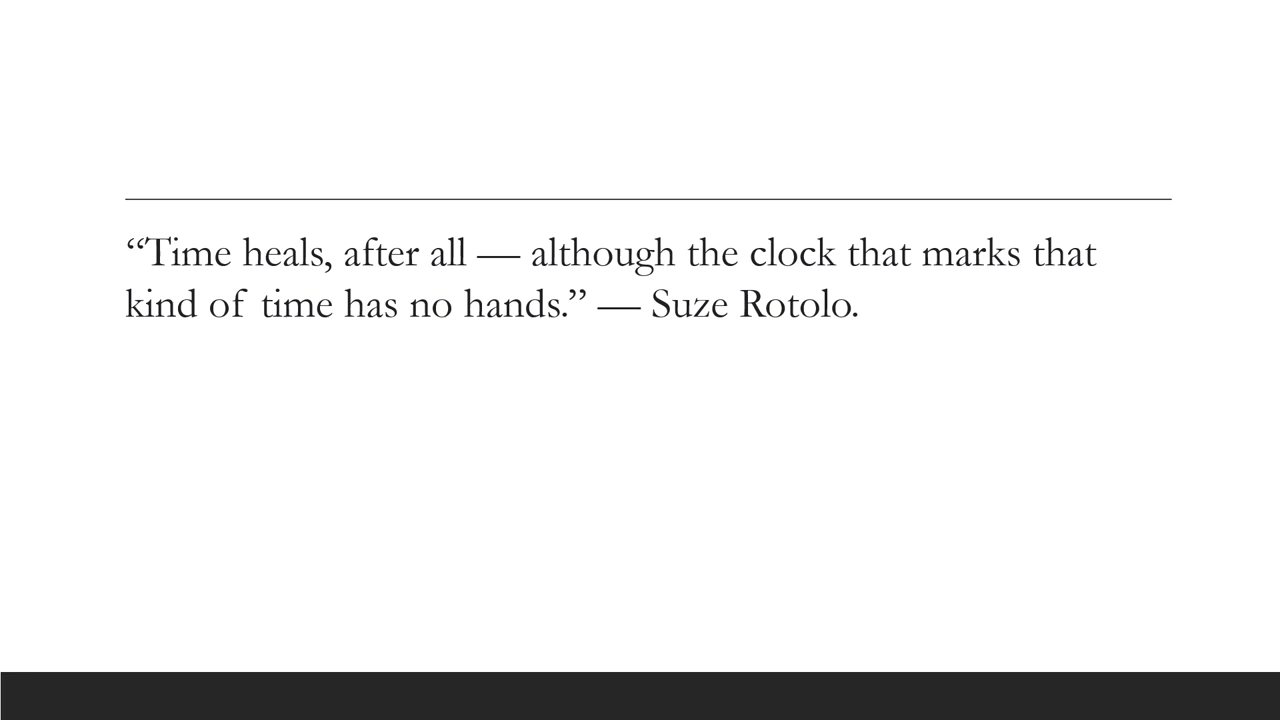 “Time heals, after all — although the clock that marks that
kind of time has no hands.” — Suze Rotolo.